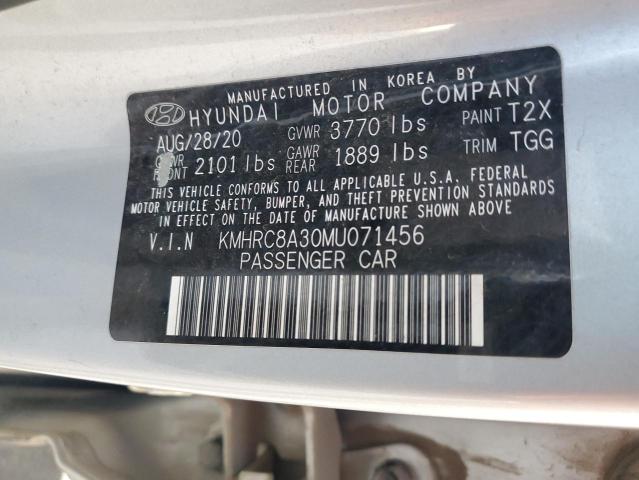 MANUFACTURED IN KOREA BY
HYUNDAI MOTOR COMPANY
AUG/28/20 GVWR 3770 lbs PAINT T2X
2101 lbs GAWR REAR 1889 lbs TRIM TGG
THIS VEHICLE CONFORMS TO ALL APPLICABLE U.S.A. FEDERAL
MOTOR VEHICLE SAFETY, BUMPER, AND THEFT PREVENTION STANDARDS
IN EFFECT ON THE DATE OF MANUFACTURE SHOWN ABOVE.
V.I.N KMHRC8A30MU071456
PASSENGER CAR